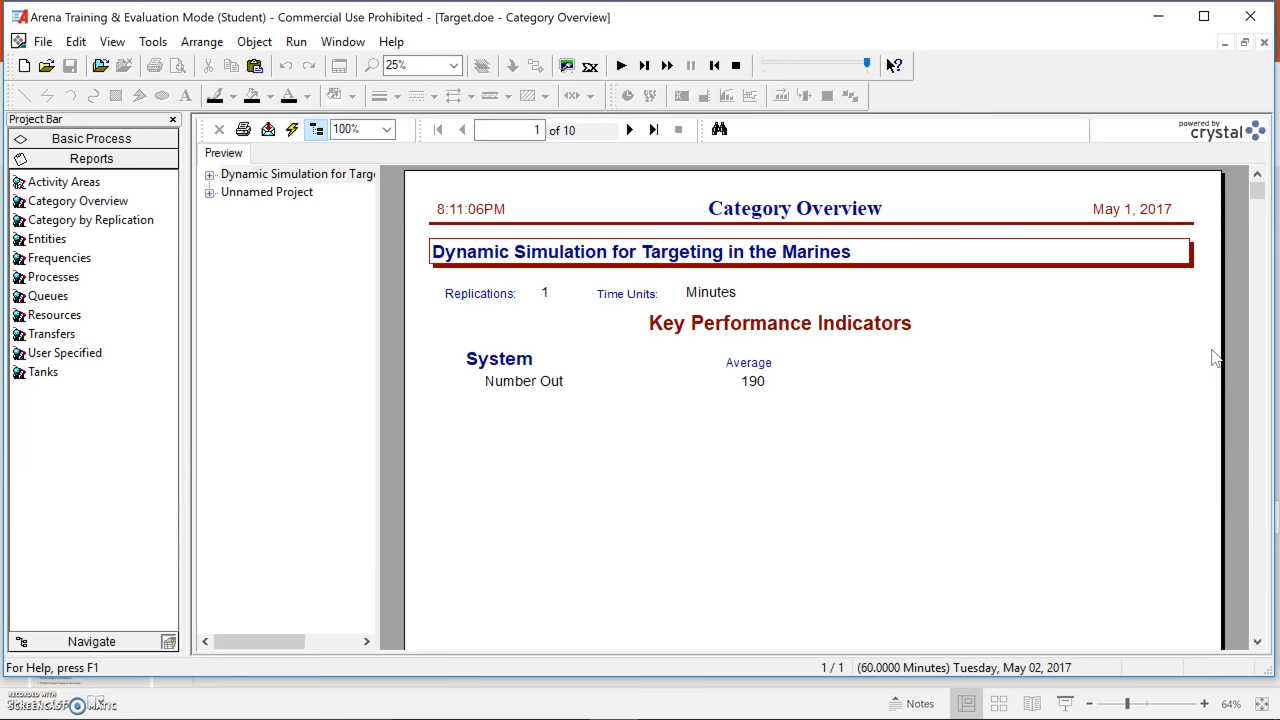 Arena Training & Evaluation Mode (Student) - Commercial Use Prohibited - [Target.doe - Category Overview]
File Edit View Tools Arrange Object Run Window Help
25%
Project Bar
Basic Process
Reports
Activity Areas
Category Overview
Category by Replication
Entities
Frequencies
Processes
Queues
Resources
Transfers
User Specified
Tanks
Navigate
100%
1 of 10
powered by
crystal
Preview
Dynamic Simulation for Targe
Unnamed Project
8:11:06PM Category Overview May 1, 2017
Dynamic Simulation for Targeting in the Marines
Replications: 1 Time Units: Minutes
Key Performance Indicators
System Average
Number Out 190
For Help, press F1 1 / 1 (60.0000 Minutes) Tuesday, May 02, 2017
RECORDED WITH
SCREENCAST MATIC
Notes 64%